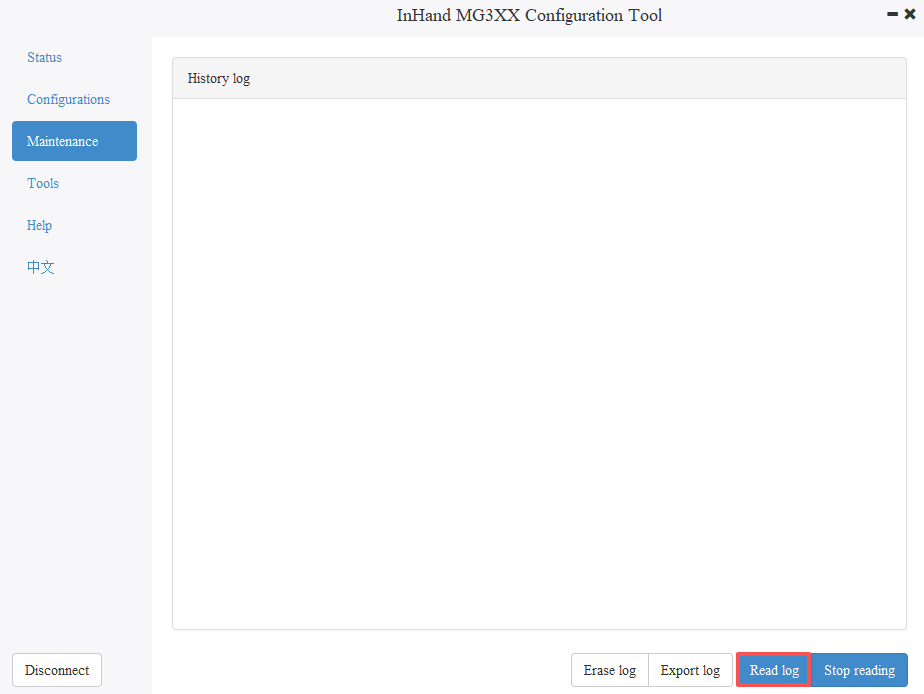 InHand MG3XX Configuration Tool
Status
Configurations
Maintenance
Tools
Help
中文
History log
Disconnect
Erase log
Export log
Read log
Stop reading